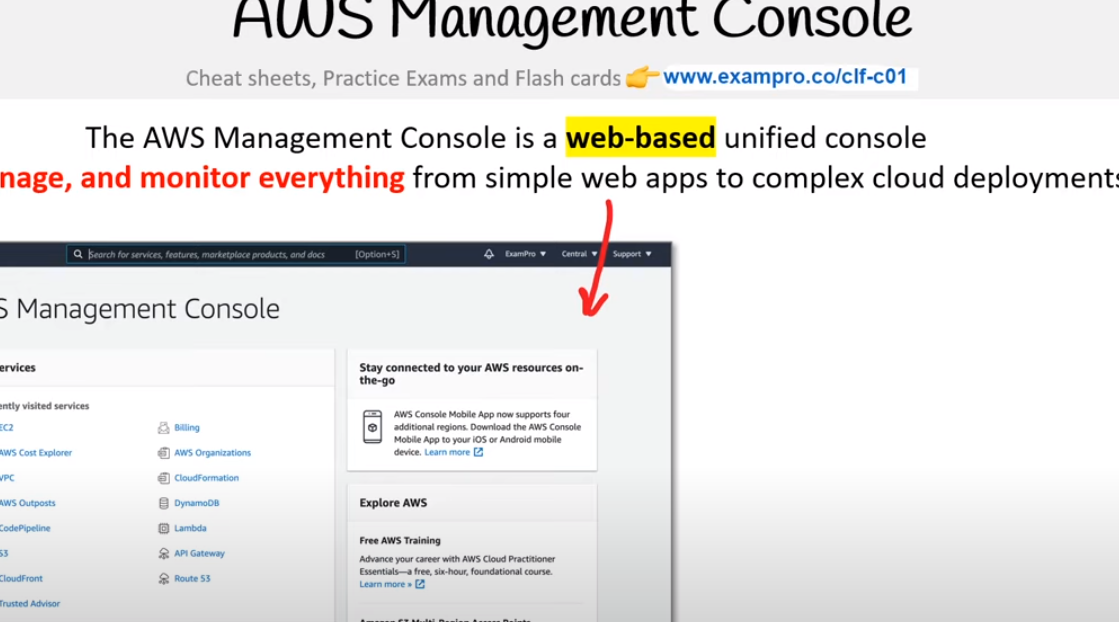 AWS Management Console
Cheat sheets, Practice Exams and Flash cards 👉 www.exampro.co/clf-c01
The AWS Management Console is a web-based unified console
nage, and monitor everything from simple web apps to complex cloud deployments
Search for services, features, marketplace products, and docs [Option+S] ExamPro ▼ Central ▼ Support ▼
S Management Console
ervices
ently visited services
EC2
AWS Cost Explorer
VPC
AWS Outposts
CodePipeline
S3
CloudFront
Trusted Advisor
Billing
AWS Organizations
CloudFormation
DynamoDB
Lambda
API Gateway
Route 53
Stay connected to your AWS resources on-
the-go
AWS Console Mobile App now supports four
additional regions. Download the AWS Console
Mobile App to your iOS or Android mobile
device. Learn more
Explore AWS
Free AWS Training
Advance your career with AWS Cloud Practitioner
Essentials—a free, six-hour, foundational course.
Learn more »
Amazon S3 Multi-Region Access Points